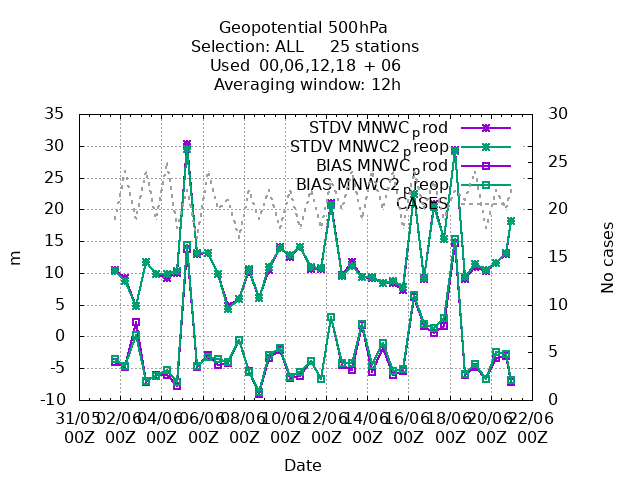 Geopotential 500hPa
Selection: ALL 25 stations
Used 00,06,12,18 + 06
Averaging window: 12h
STDV MNWC_prod
STDV MNWC2_preop
BIAS MNWC_prod
BIAS MNWC2_preop
CASES
35
30
25
20
15
10
5
0
-5
-10
m
30
25
20
15
10
5
0
No cases
31/05 02/06 04/06 06/06 08/06 10/06 12/06 14/06 16/06 18/06 20/06 22/06
00Z 00Z 00Z 00Z 00Z 00Z 00Z 00Z 00Z 00Z 00Z 00Z
Date